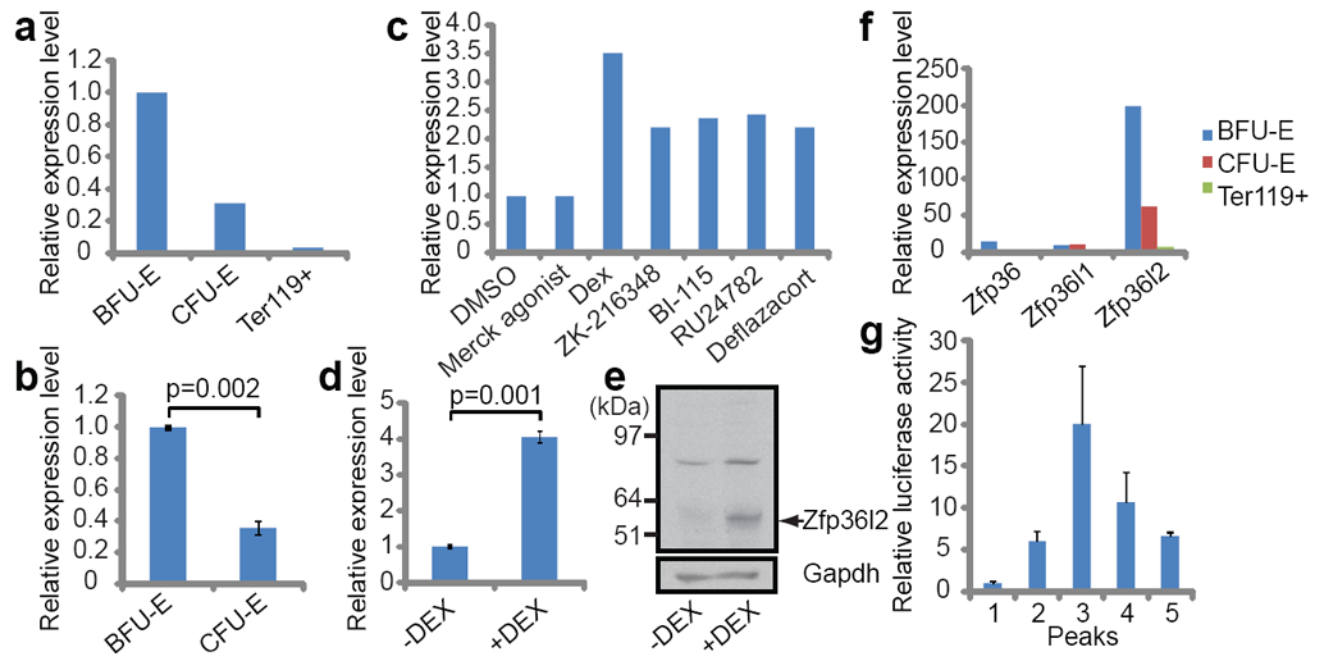 a
Relative expression level
1.2
1.0
0.8
0.6
0.4
0.2
0
BFU-E
CFU-E
Ter119+
b
Relative expression level
p=0.002
1.2
1.0
0.8
0.6
0.4
0.2
0
BFU-E
CFU-E
c
Relative expression level
4.0
3.5
3.0
2.5
2.0
1.5
1.0
0.5
0
DMSO
Merck agonist
Dex
ZK-216348
BI-115
RU24782
Deflazacort
d
Relative expression level
p=0.001
5
4
3
2
1
0
-DEX
+DEX
e
(kDa)
97
64
51
Zfp36l2
Gapdh
-DEX
+DEX
f
Relative expression level
250
200
150
100
50
0
Zfp36
Zfp36l1
Zfp36l2
BFU-E
CFU-E
Ter119+
g
Relative luciferase activity
30
25
20
15
10
5
0
1 2 3 4 5
Peaks